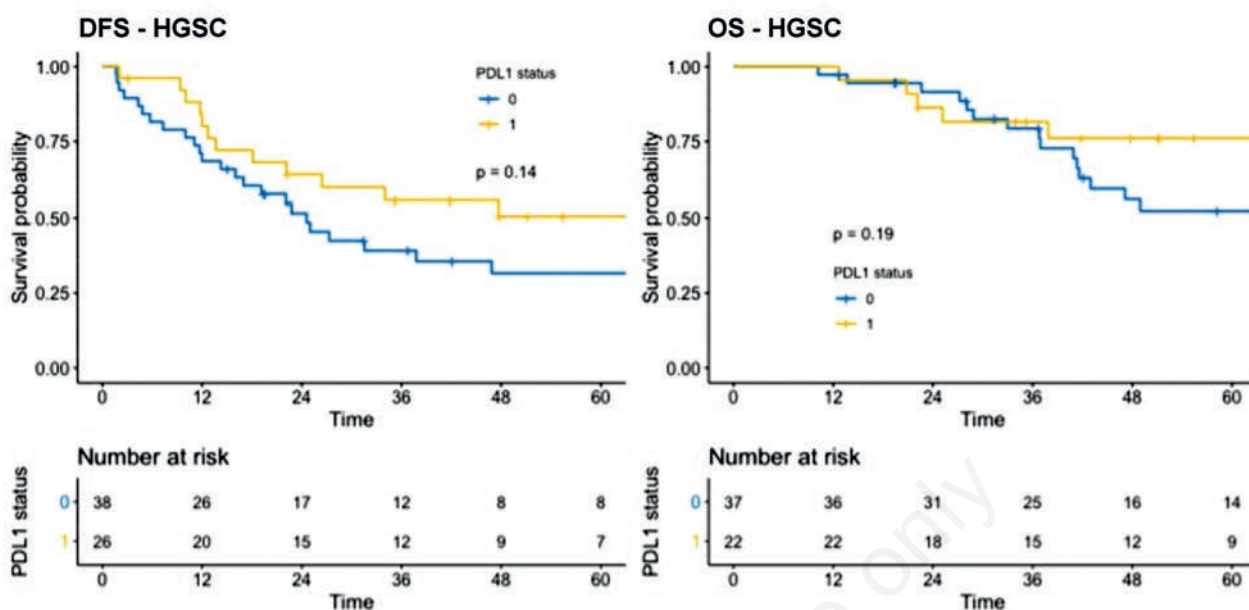 DFS - HGSC
1.00
0.75
0.50
0.25
0.00
Survival probability
PDL1 status
0
1
p = 0.14
0 12 24 36 48 60
Time
Number at risk
PDL1 status
0 38 26 17 12 8 8
1 26 20 15 12 9 7
0 12 24 36 48 60
Time
OS - HGSC
1.00
0.75
0.50
0.25
0.00
Survival probability
p = 0.19
PDL1 status
0
1
0 12 24 36 48 60
Time
Number at risk
PDL1 status
0 37 36 31 25 16 14
1 22 22 18 15 12 9
0 12 24 36 48 60
Time
only